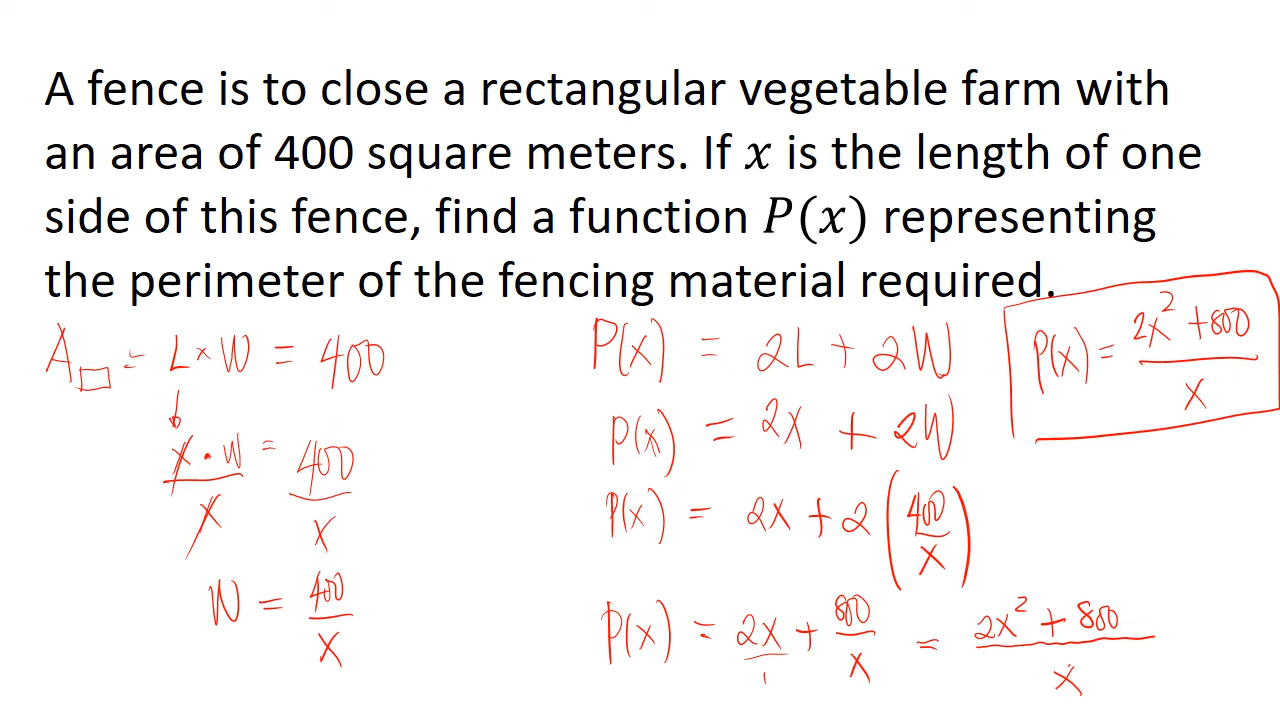 A fence is to close a rectangular vegetable farm with
an area of 400 square meters. If x is the length of one
side of this fence, find a function P(x) representing
the perimeter of the fencing material required.
A□ = L × W = 400
x · W / x = 400 / x
W = 400 / x
P(x) = 2L + 2W
P(x) = 2x + 2W
P(x) = 2x + 2 (400 / x)
P(x) = 2x / 1 + 800 / x = 2x² + 800 / x
P(x) = 2x² + 800 / x